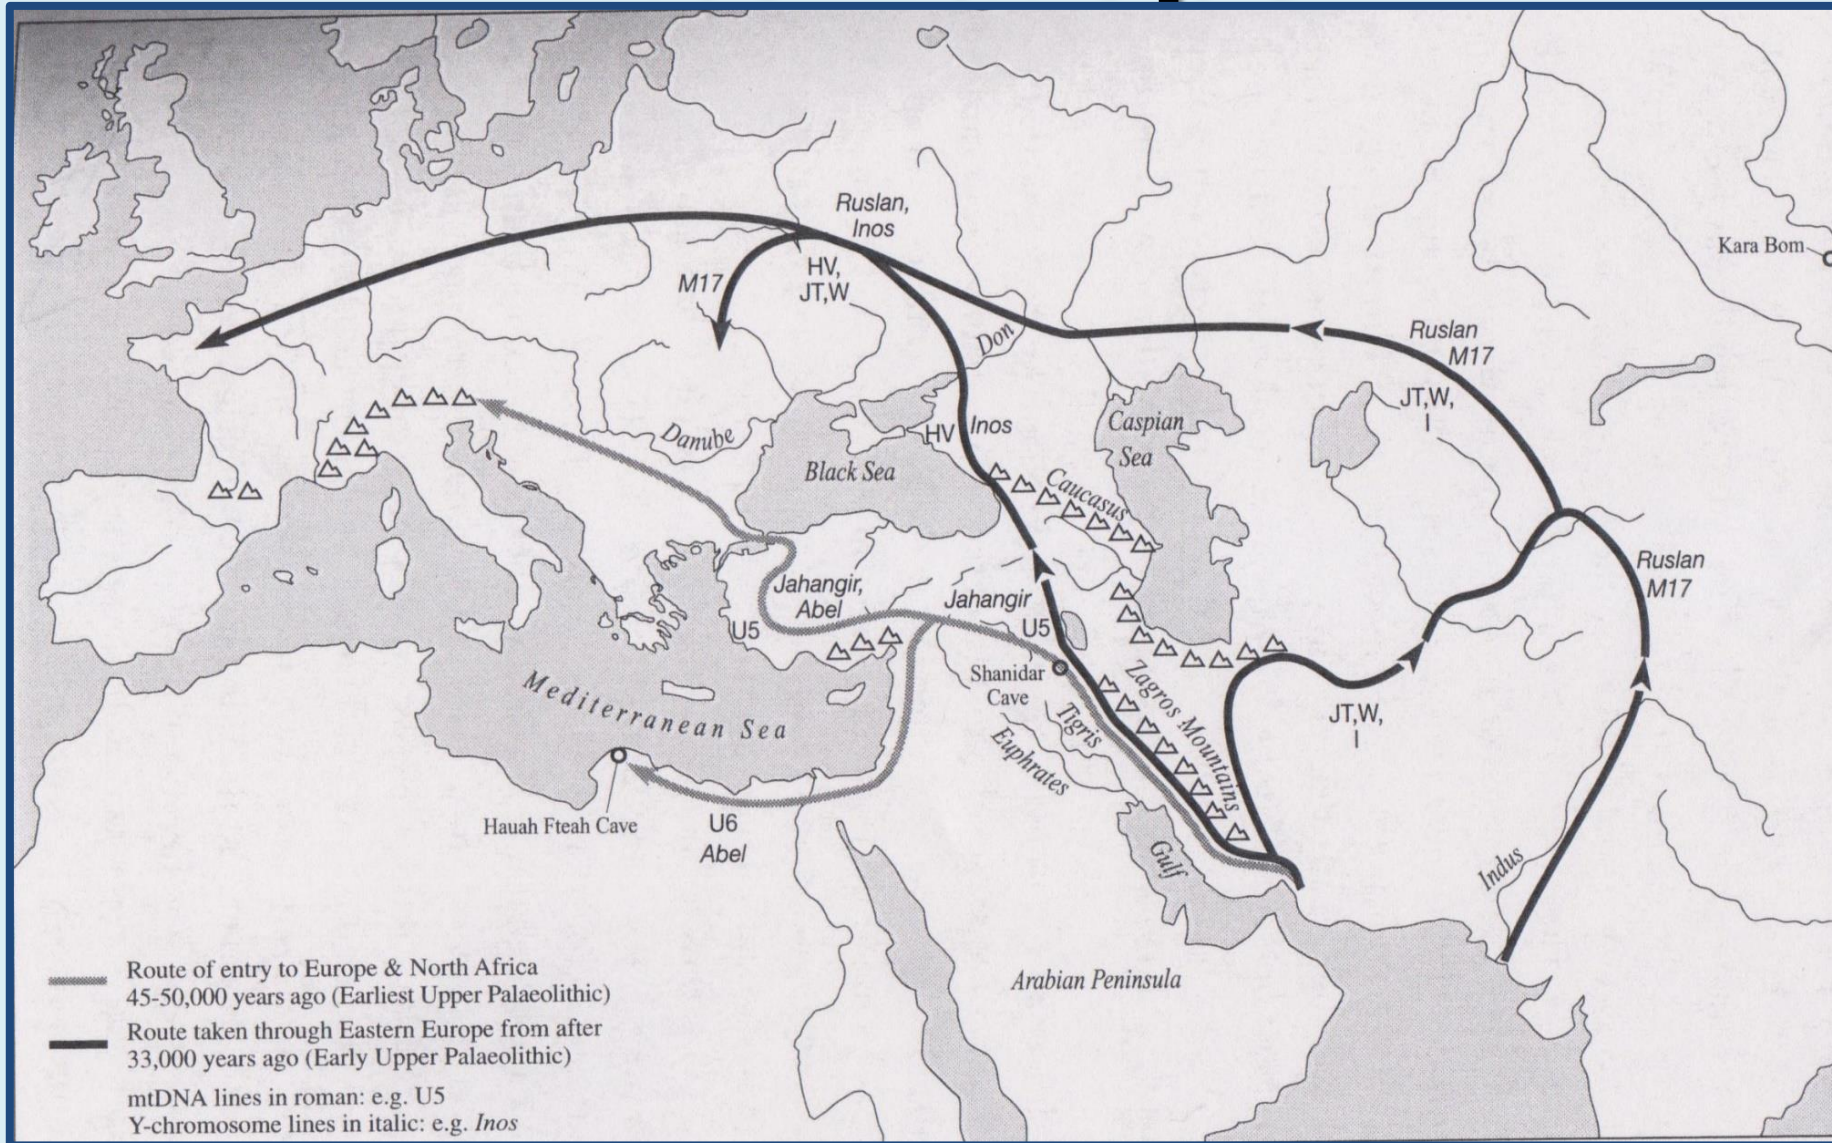 Ruslan,
Inos
Kara Bom
HV,
JT,W
M17
Don
Ruslan
M17
JT,W,
I
Caspian
Sea
HV
Inos
Danube
Black Sea
Caucasus
Ruslan
M17
Jahangir,
Abel
Jahangir
U5
U5
Shanidar
Cave
Zagros Mountains
Mediterranean Sea
Tigris
Euphrates
JT,W,
I
Hauah Fteah Cave
U6
Abel
Gulf
Indus
Arabian Peninsula
Route of entry to Europe & North Africa
45-50,000 years ago (Earliest Upper Palaeolithic)
Route taken through Eastern Europe from after
33,000 years ago (Early Upper Palaeolithic)
mtDNA lines in roman: e.g. U5
Y-chromosome lines in italic: e.g. Inos